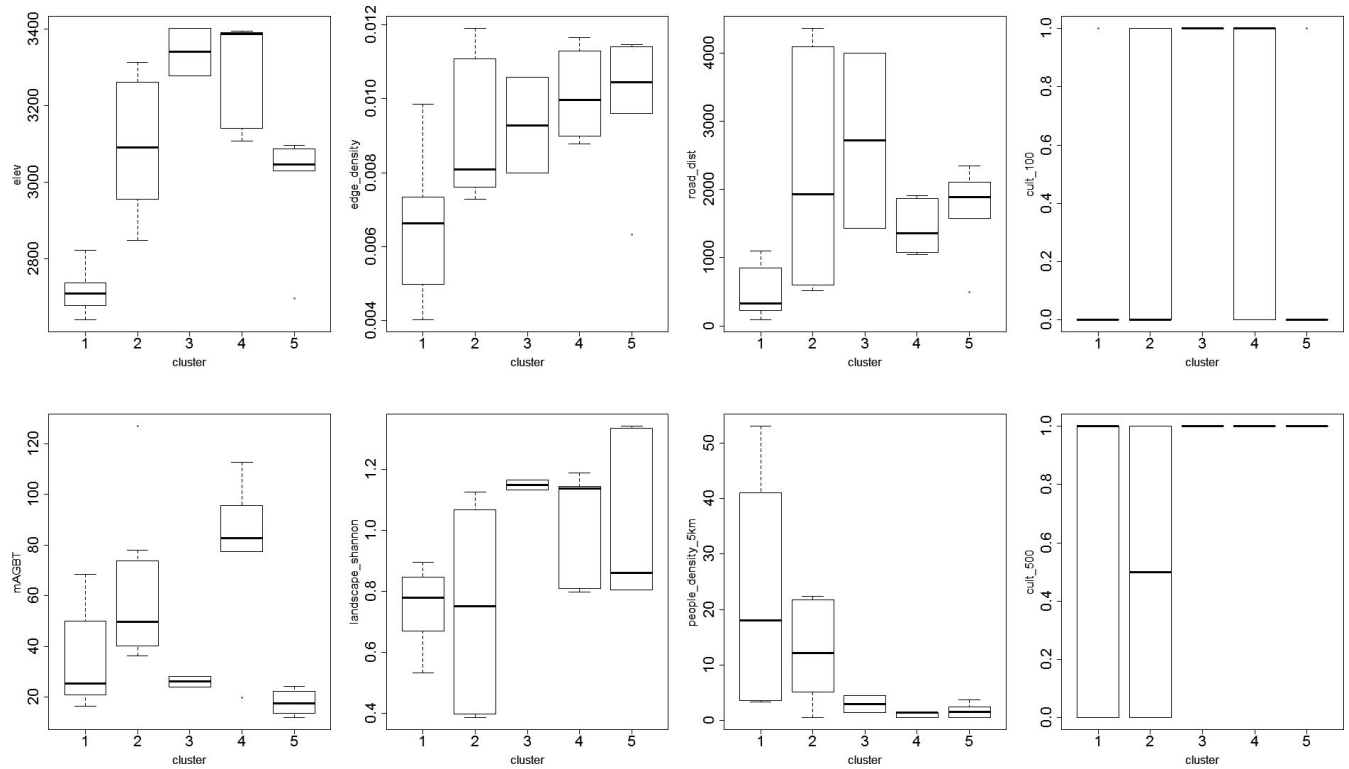 elev
3400
3200
3000
2800
1 2 3 4 5
cluster
edge_density
0.012
0.010
0.008
0.006
0.004
1 2 3 4 5
cluster
road_dist
4000
3000
2000
1000
0
1 2 3 4 5
cluster
cult_100
1.0
0.8
0.6
0.4
0.2
0.0
1 2 3 4 5
cluster
mAGBT
120
100
80
60
40
20
1 2 3 4 5
cluster
landscape_shannon
1.2
1.0
0.8
0.6
0.4
1 2 3 4 5
cluster
people_density_5km
50
40
30
20
10
0
1 2 3 4 5
cluster
cult_500
1.0
0.8
0.6
0.4
0.2
0.0
1 2 3 4 5
cluster